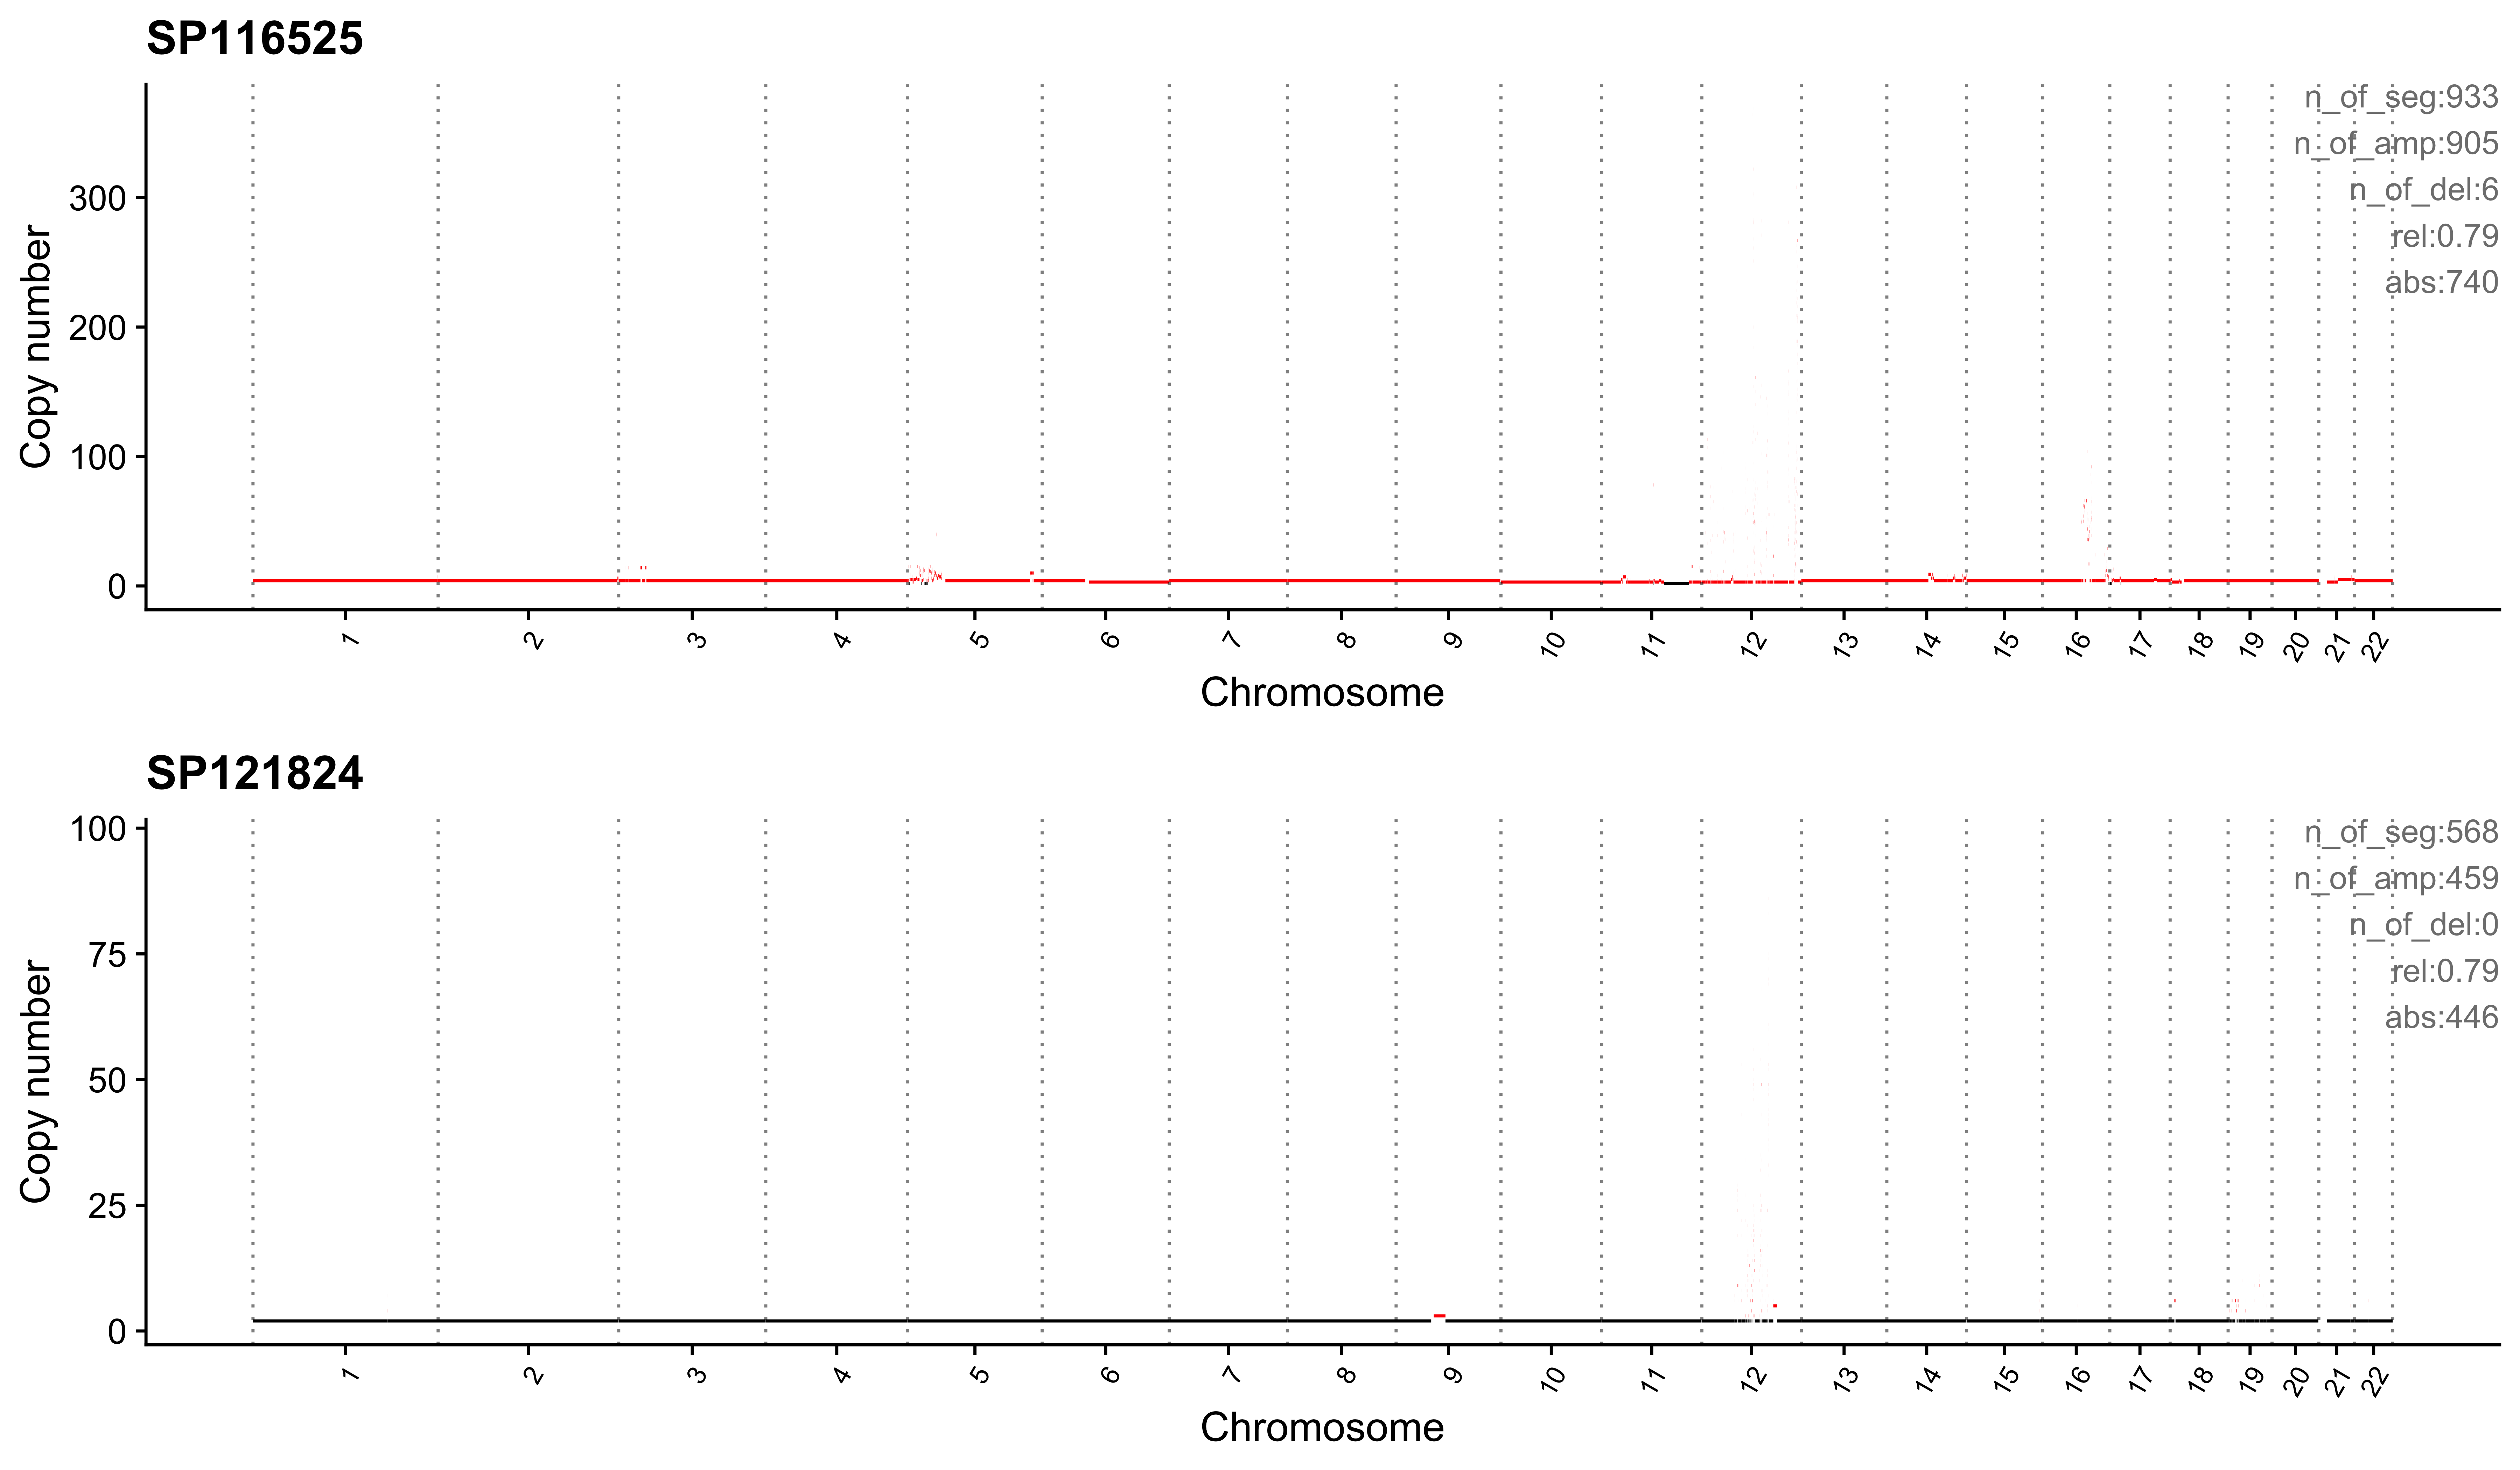 SP116525
n_of_seg:933
n_of_amp:905
n_of_del:6
rel:0.79
abs:740
Copy number
300
200
100
0
1 2 3 4 5 6 7 8 9 10 11 12 13 14 15 16 17 18 19 20 21 22
Chromosome
SP121824
n_of_seg:568
n_of_amp:459
n_of_del:0
rel:0.79
abs:446
Copy number
100
75
50
25
0
1 2 3 4 5 6 7 8 9 10 11 12 13 14 15 16 17 18 19 20 21 22
Chromosome